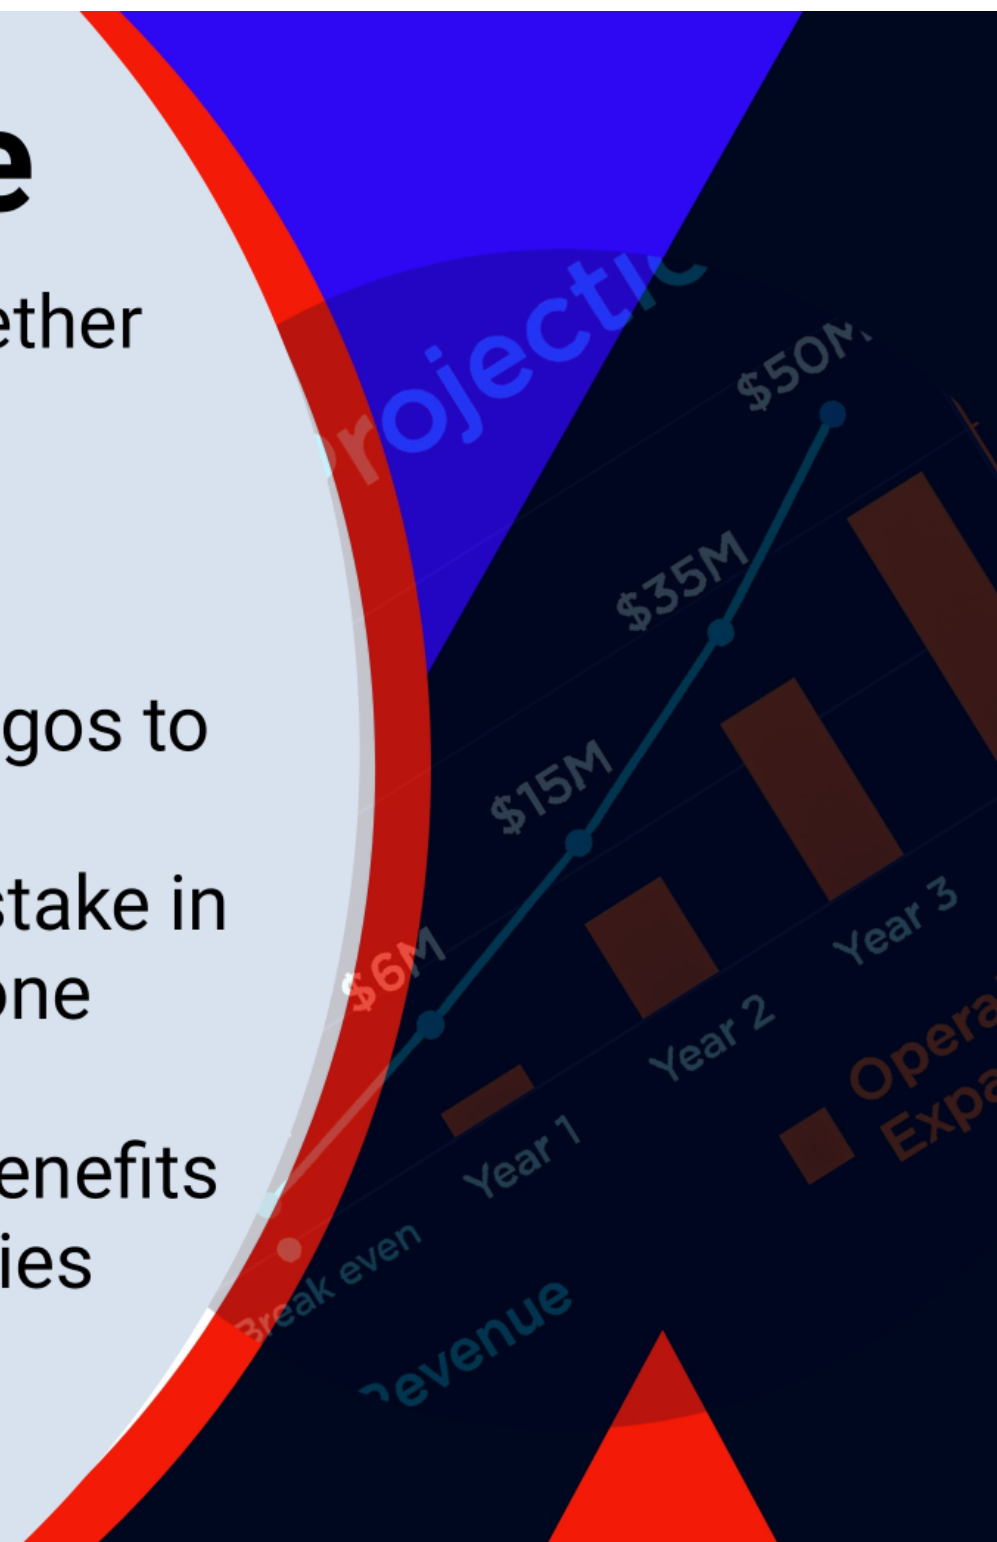 e
ether
gos to
stake in
one
enefits
ies
Projectio
$50M
$35M
$15M
$6M
Year 3
Year 2
Year 1
Break even
Revenue
Opera
Expa